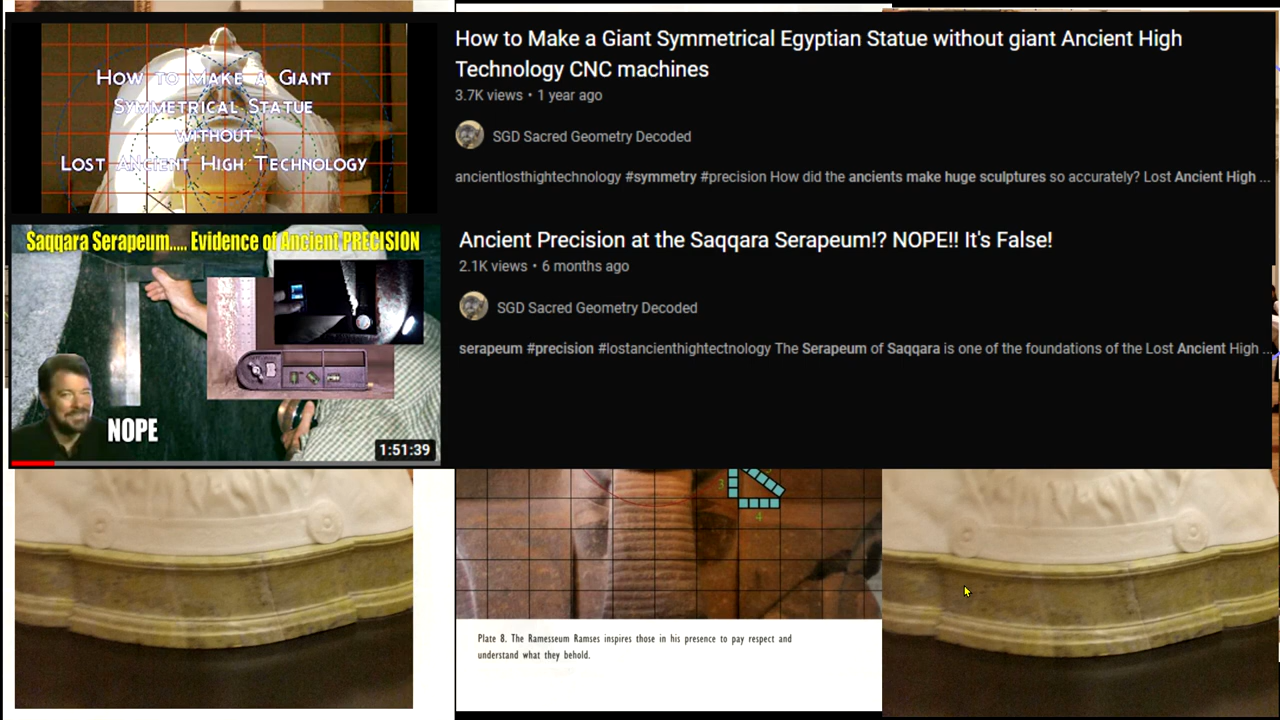 How to Make a Giant
Symmetrical Statue
without
Lost Ancient High Technology
How to Make a Giant Symmetrical Egyptian Statue without giant Ancient High
Technology CNC machines
3.7K views • 1 year ago
SGD Sacred Geometry Decoded
ancientlosthightechnology #symmetry #precision How did the ancients make huge sculptures so accurately? Lost Ancient High ...
Saqqara Serapeum..... Evidence of Ancient PRECISION
NOPE
1:51:39
Ancient Precision at the Saqqara Serapeum!? NOPE!! It's False!
2.1K views • 6 months ago
SGD Sacred Geometry Decoded
serapeum #precision #lostancienthightectnology The Serapeum of Saqqara is one of the foundations of the Lost Ancient High ...
3
4
Plate 8. The Ramesseum Ramses inspires those in his presence to pay respect and
understand what they behold.